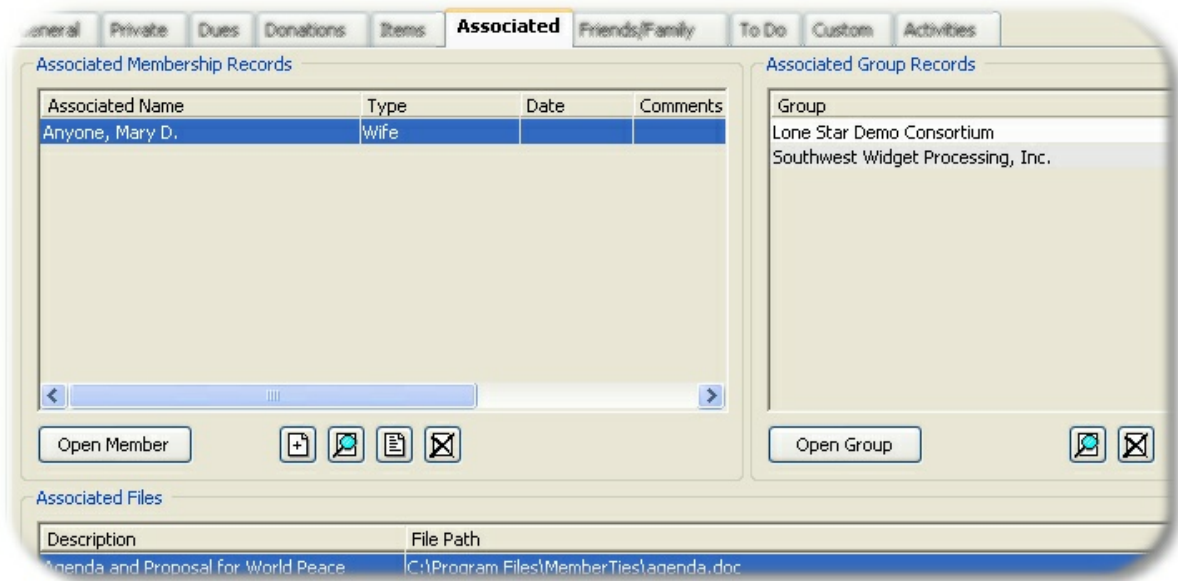 General Private Dues Donations Items Associated Friends/Family To Do Custom Activities
Associated Membership Records
Associated Name Type Date Comments
Anyone, Mary D. Wife
Open Member
Associated Group Records
Group
Lone Star Demo Consortium
Southwest Widget Processing, Inc.
Open Group
Associated Files
Description File Path
Agenda and Proposal for World Peace C:\Program Files\MemberTies\agenda.doc